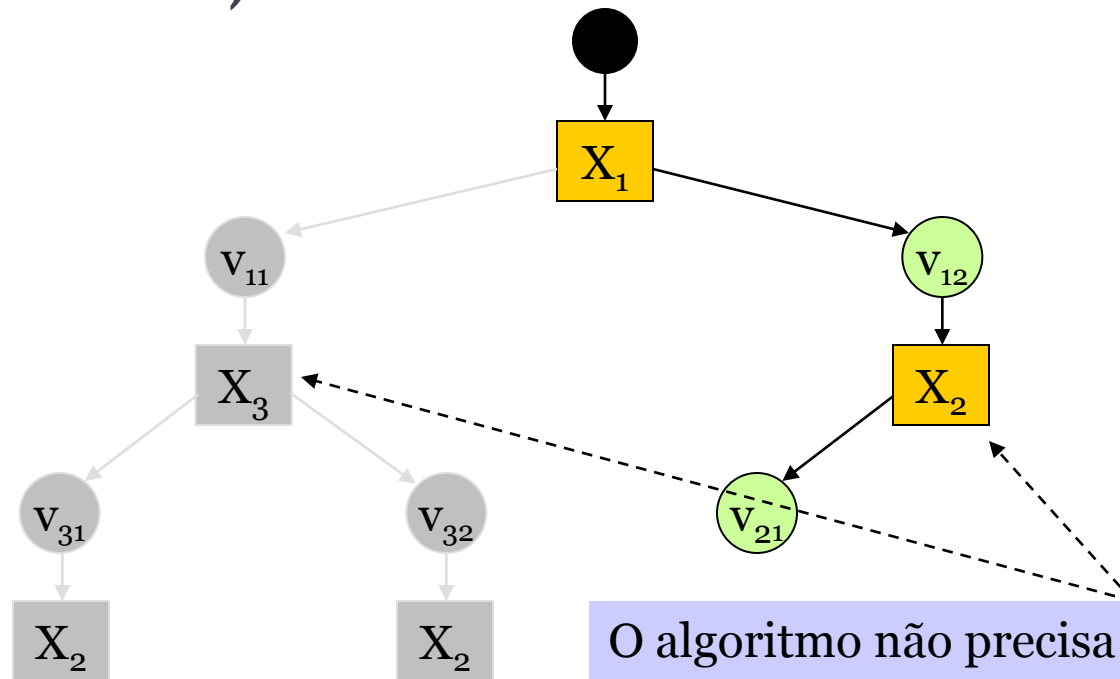 X₁
v₁₁
v₁₂
X₃
X₂
v₃₁
v₃₂
v₂₁
X₂
X₂
O algoritmo não precisa